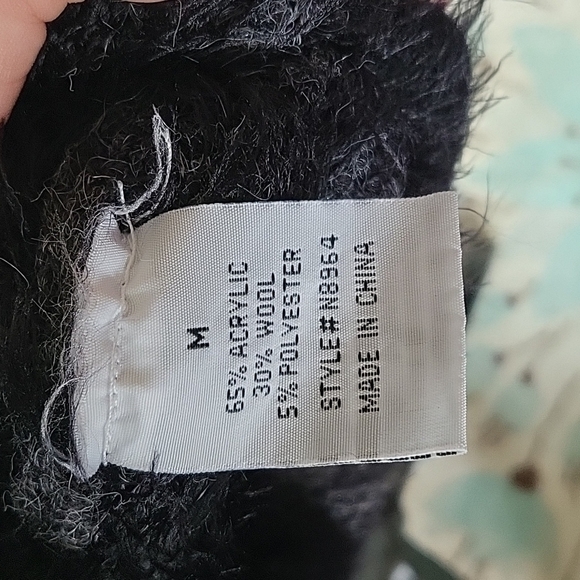 M
65% ACRYLIC
30% WOOL
5% POLYESTER
STYLE# N8964
MADE IN CHINA